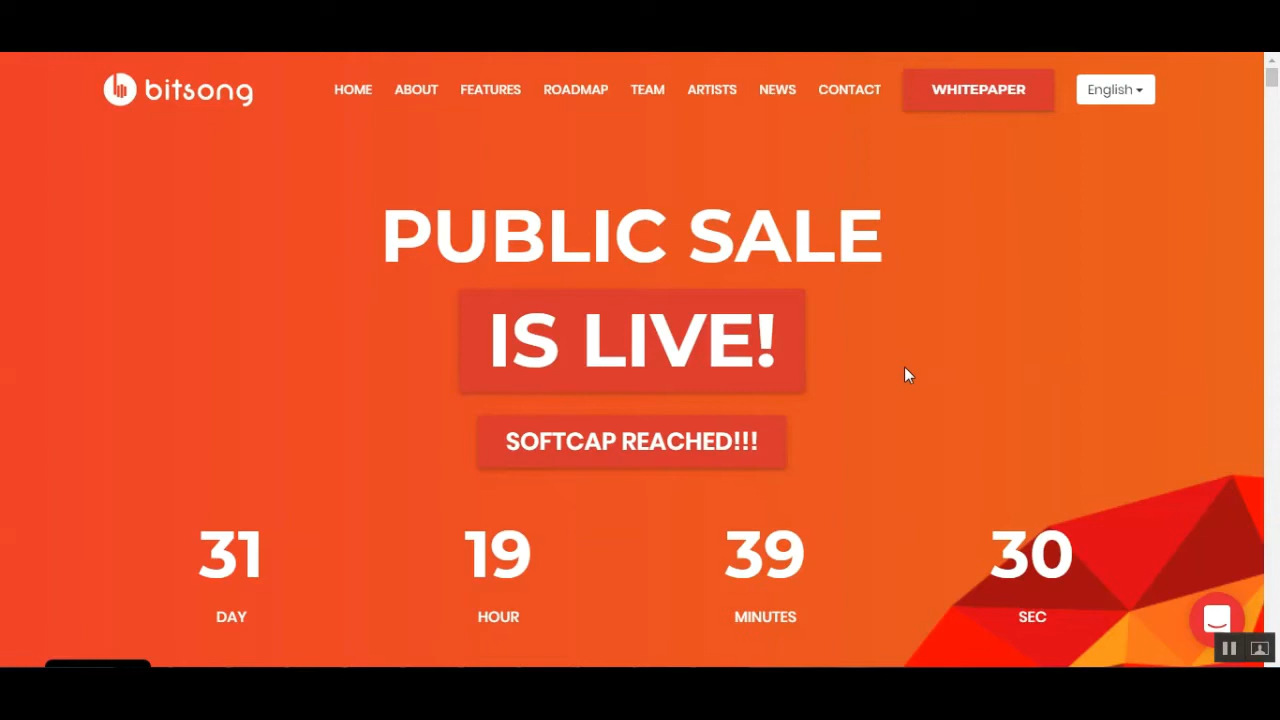 bitsong
HOME ABOUT FEATURES ROADMAP TEAM ARTISTS NEWS CONTACT WHITEPAPER English
PUBLIC SALE
IS LIVE!
SOFTCAP REACHED!!!
31 19 39 30
DAY HOUR MINUTES SEC